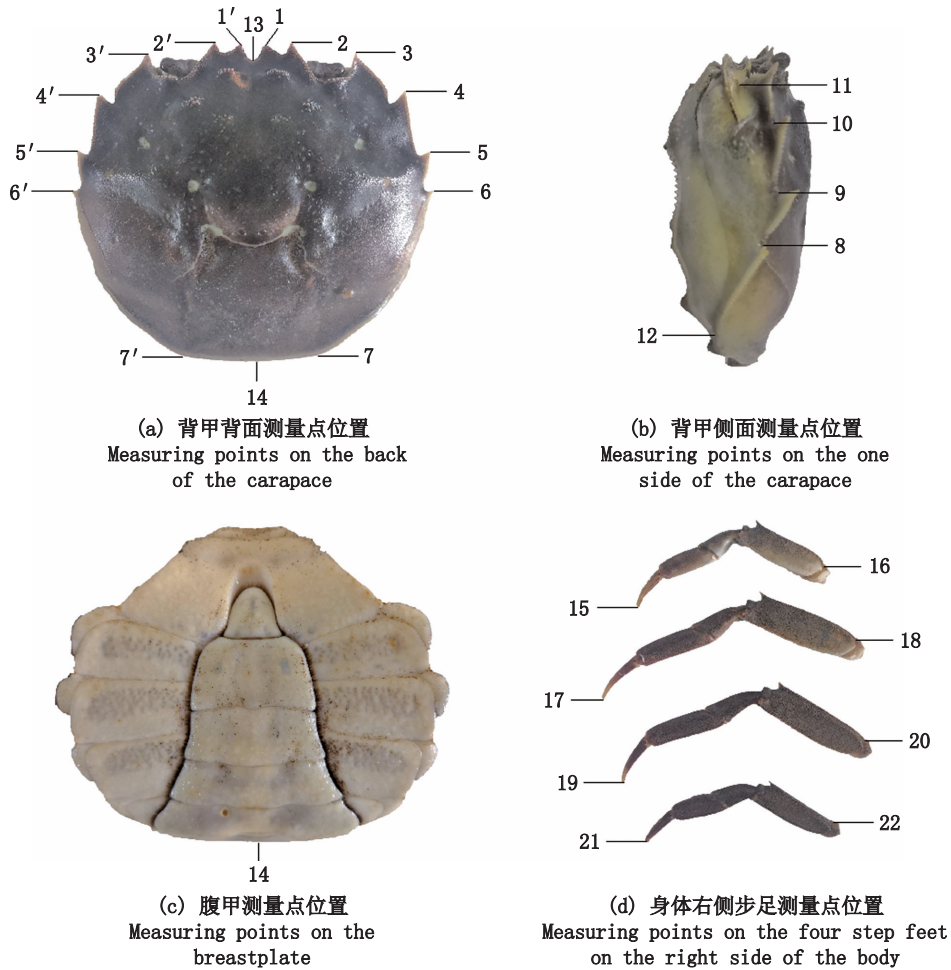 1′ 13 1
2′ 2
3′ 3
4′ 4
5′ 5
6′ 6
7′ 7
14
(a) 背甲背面测量点位置
Measuring points on the back
of the carapace
11
10
9
8
12
(b) 背甲侧面测量点位置
Measuring points on the one
side of the carapace
14
(c) 腹甲测量点位置
Measuring points on the
breastplate
16
15
18
17
20
19
22
21
(d) 身体右侧步足测量点位置
Measuring points on the four step feet
on the right side of the body